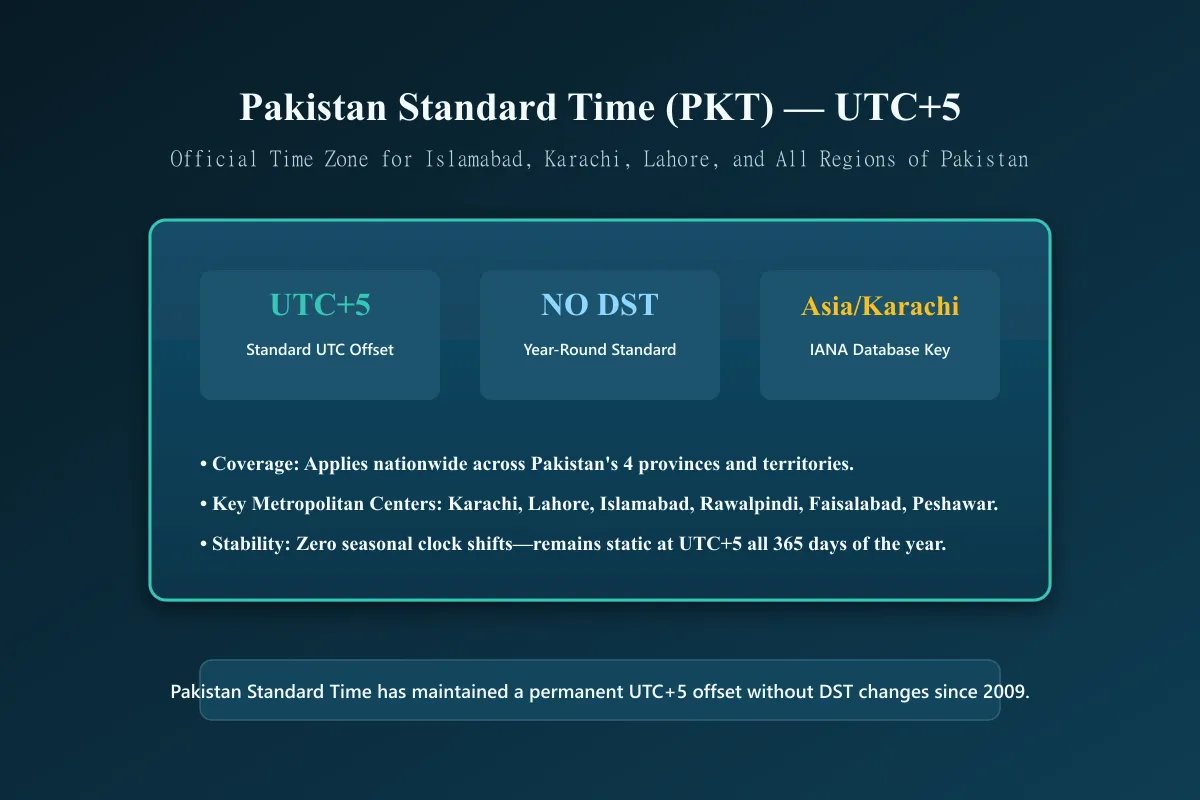 Pakistan Standard Time (PKT) — UTC+5
Official Time Zone for Islamabad, Karachi, Lahore, and All Regions of Pakistan
UTC+5
Standard UTC Offset
NO DST
Year-Round Standard
Asia/Karachi
IANA Database Key
• Coverage: Applies nationwide across Pakistan's 4 provinces and territories.
• Key Metropolitan Centers: Karachi, Lahore, Islamabad, Rawalpindi, Faisalabad, Peshawar.
• Stability: Zero seasonal clock shifts—remains static at UTC+5 all 365 days of the year.
Pakistan Standard Time has maintained a permanent UTC+5 offset without DST changes since 2009.